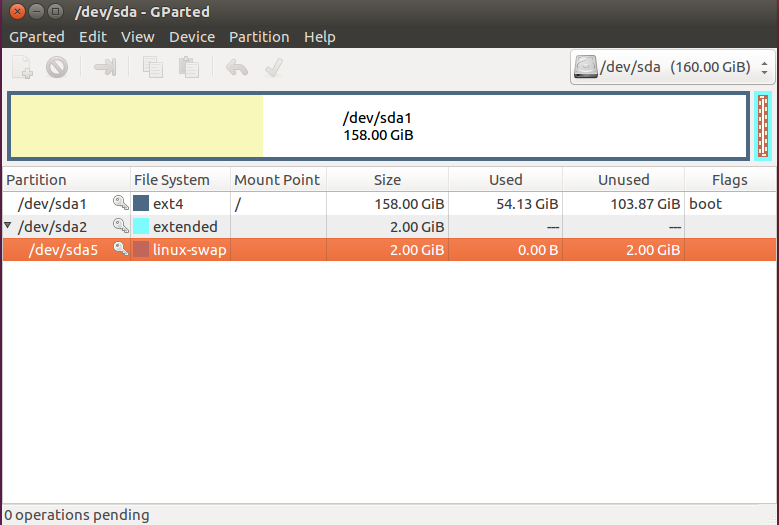 /dev/sda - GParted
GParted Edit View Device Partition Help
/dev/sda (160.00 GiB)
/dev/sda1
158.00 GiB
Partition File System Mount Point Size Used Unused Flags
/dev/sda1 ext4 / 158.00 GiB 54.13 GiB 103.87 GiB boot
/dev/sda2 extended 2.00 GiB --- ---
/dev/sda5 linux-swap 2.00 GiB 0.00 B 2.00 GiB
0 operations pending